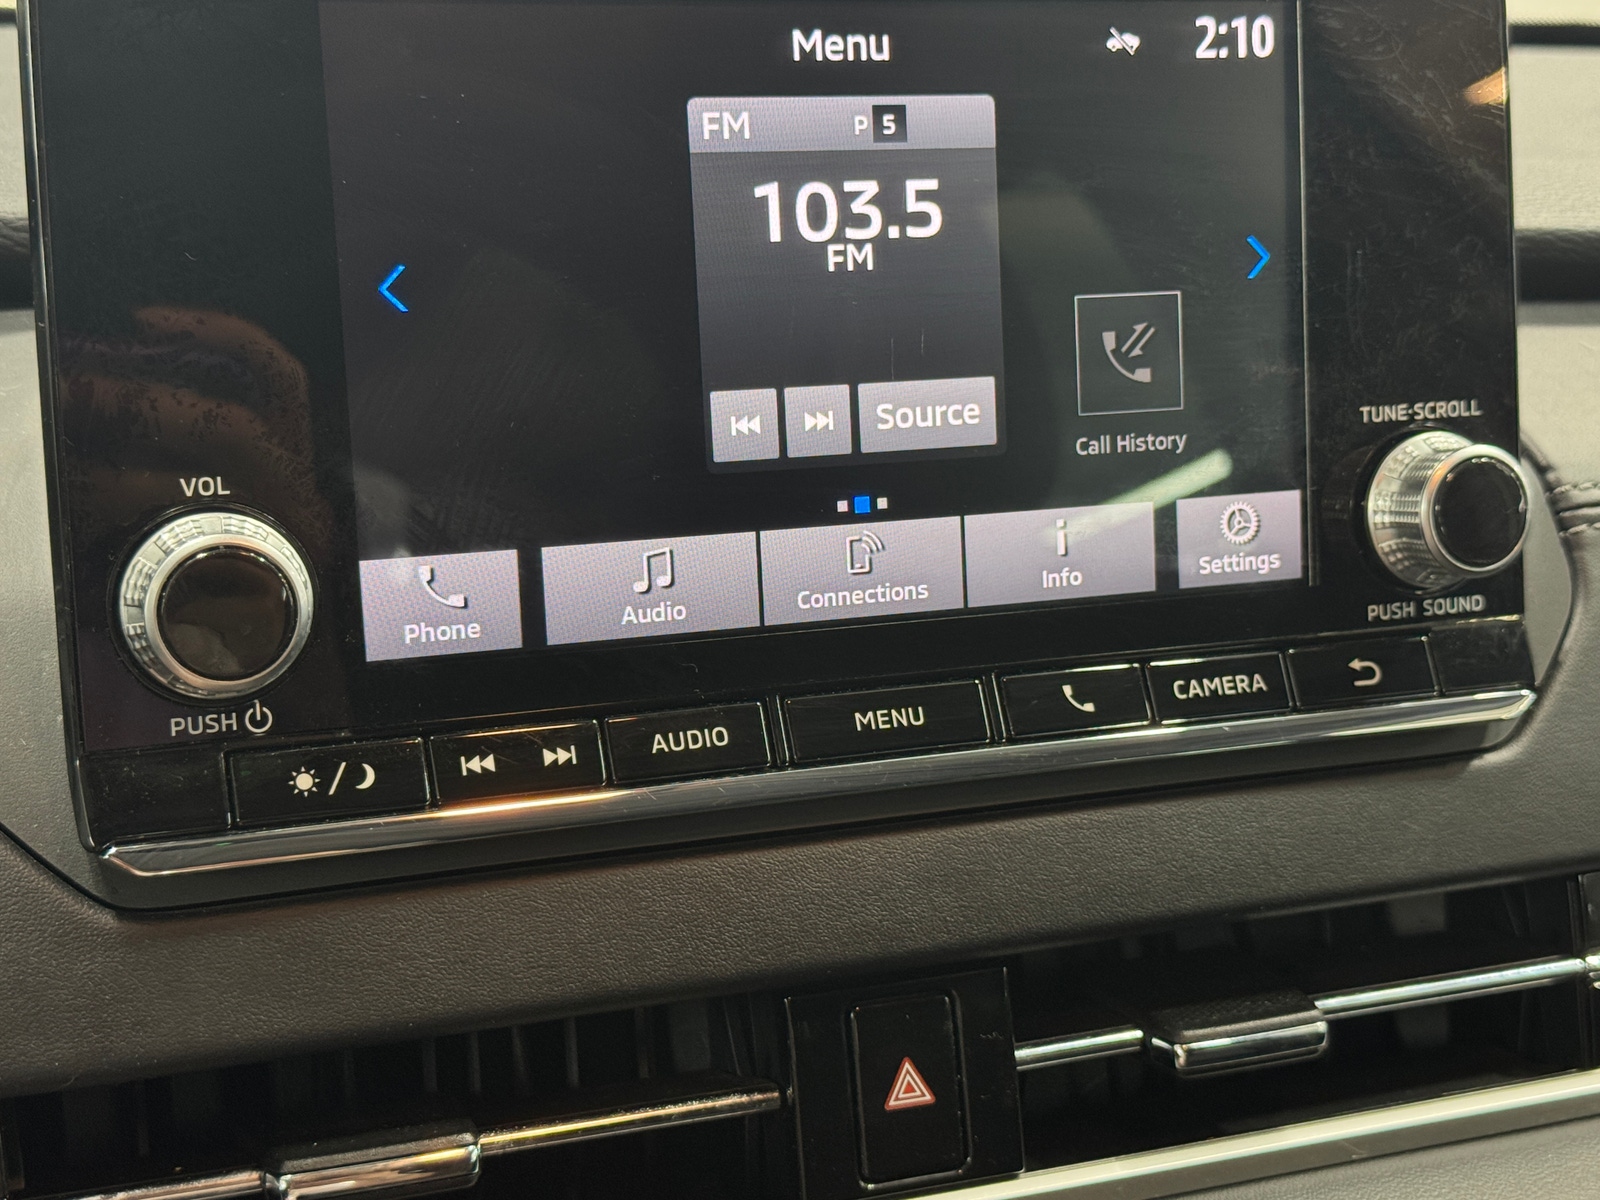 Menu
2:10
FM P 5
103.5
FM
Source
Call History
TUNE·SCROLL
VOL
Phone
Audio
Connections
Info
Settings
PUSH SOUND
PUSH
AUDIO
MENU
CAMERA